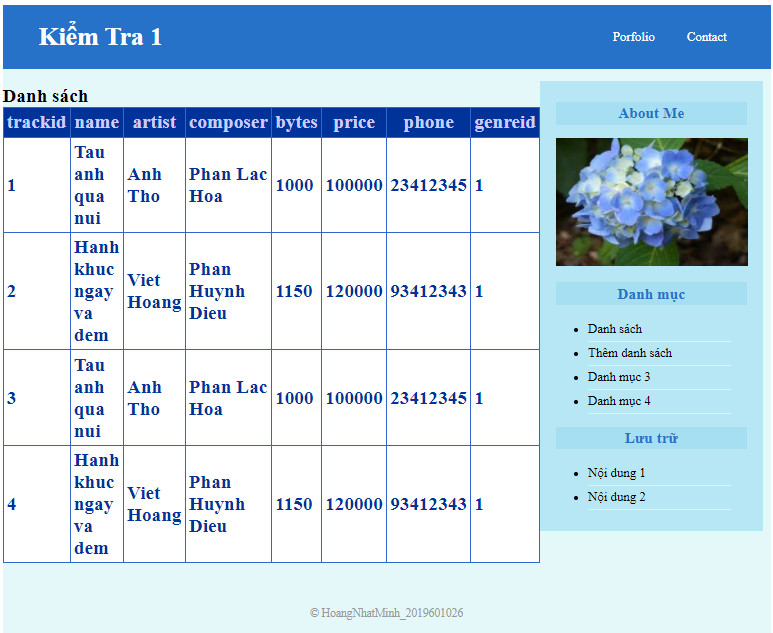 Kiểm Tra 1
Porfolio Contact
Danh sách
trackid name artist composer bytes price phone genreid
1 Tau anh qua nui Anh Tho Phan Lac Hoa 1000 100000 23412345 1
2 Hanh khuc ngay va dem Viet Hoang Phan Huynh Dieu 1150 120000 93412343 1
3 Tau anh qua nui Anh Tho Phan Lac Hoa 1000 100000 23412345 1
4 Hanh khuc ngay va dem Viet Hoang Phan Huynh Dieu 1150 120000 93412343 1
About Me
Danh mục
Danh sách
Thêm danh sách
Danh mục 3
Danh mục 4
Lưu trữ
Nội dung 1
Nội dung 2
© HoangNhatMinh_2019601026